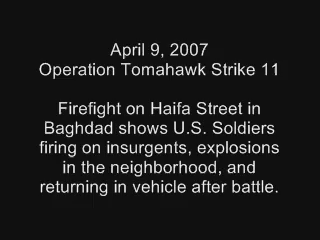 April 9, 2007
Operation Tomahawk Strike 11
Firefight on Haifa Street in
Baghdad shows U.S. Soldiers
firing on insurgents, explosions
in the neighborhood, and
returning in vehicle after battle.